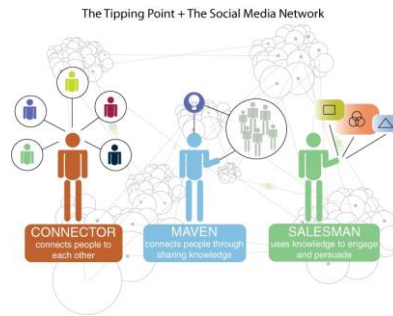 The Tipping Point + The Social Media Network
CONNECTOR
connects people to
each other
MAVEN
connects people through
sharing knowledge
SALESMAN
uses knowledge to engage
and persuade